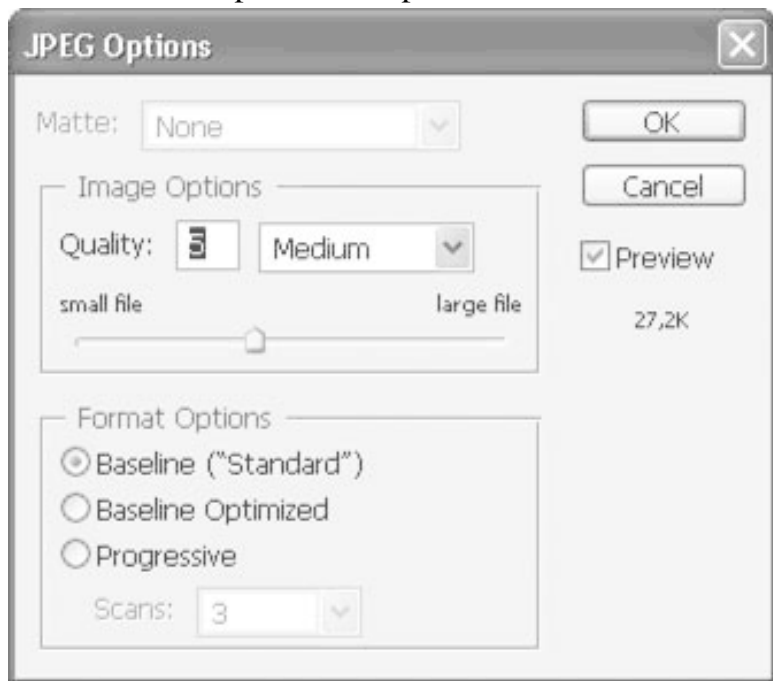 JPEG Options
Matte: None
OK
Image Options
Cancel
Quality: 5 Medium
Preview
small file large file
27,2K
Format Options
Baseline ("Standard")
Baseline Optimized
Progressive
Scans: 3